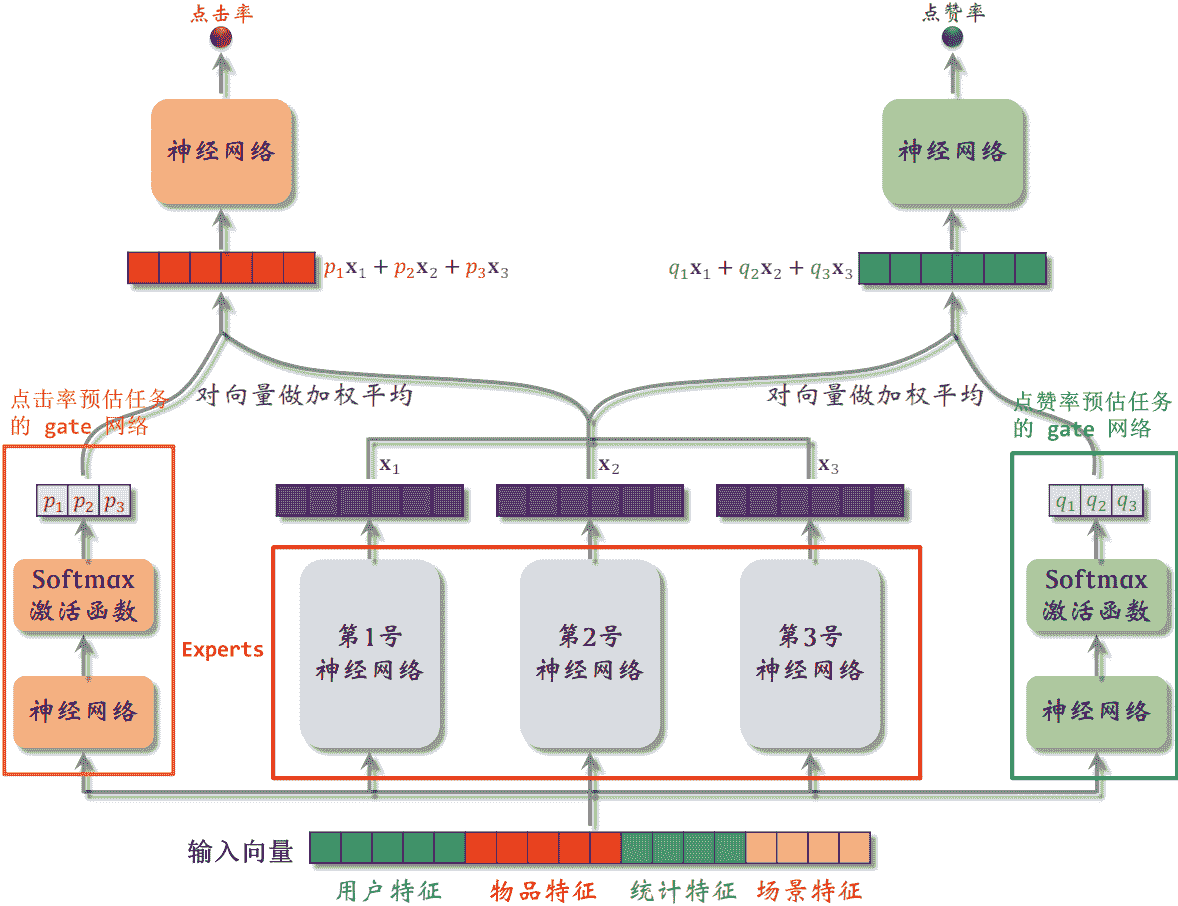 点击率
点赞率
神经网络
神经网络
p₁x₁ + p₂x₂ + p₃x₃
q₁x₁ + q₂x₂ + q₃x₃
点击率预估任务
的 gate 网络
对向量做加权平均
对向量做加权平均
点赞率预估任务
的 gate 网络
x₁
x₂
x₃
p₁ p₂ p₃
q₁ q₂ q₃
Softmax
激活函数
神经网络
Experts
第1号
神经网络
第2号
神经网络
第3号
神经网络
Softmax
激活函数
神经网络
输入向量
用户特征
物品特征
统计特征
场景特征